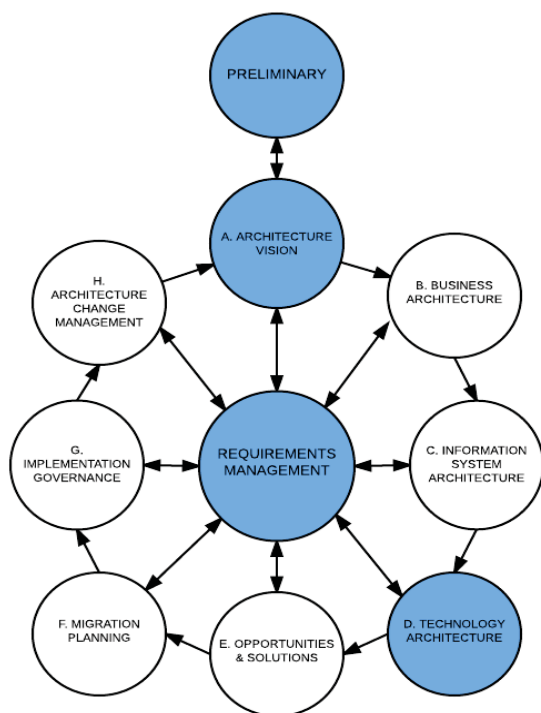 PRELIMINARY
A. ARCHITECTURE
VISION
H.
ARCHITECTURE
CHANGE
MANAGEMENT
B. BUSINESS
ARCHITECTURE
G.
IMPLEMENTATION
GOVERNANCE
REQUIREMENTS
MANAGEMENT
C. INFORMATION
SYSTEM
ARCHITECTURE
F. MIGRATION
PLANNING
E. OPPORTUNITIES
& SOLUTIONS
D. TECHNOLOGY
ARCHITECTURE